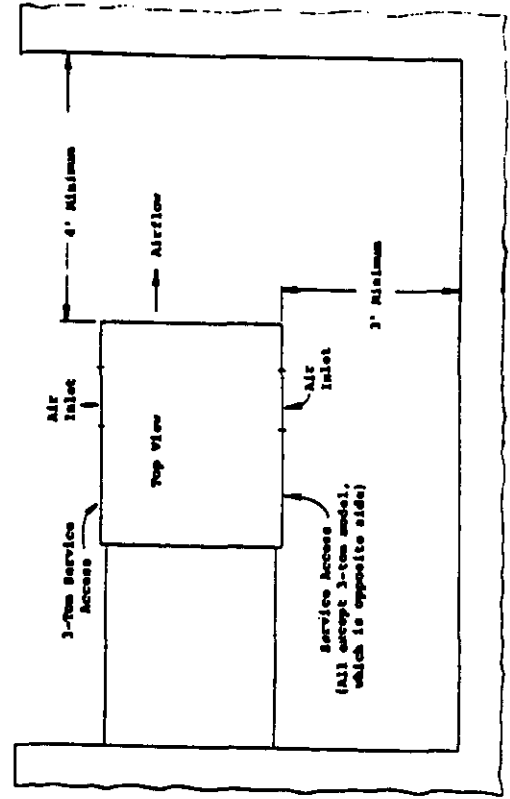 4' Minimum
Airflow
3' Minimum
Air
Inlet
Top View
Air
Inlet
3-Ton Service
Access
Service Access
(All except 3-ton model,
which is opposite side)